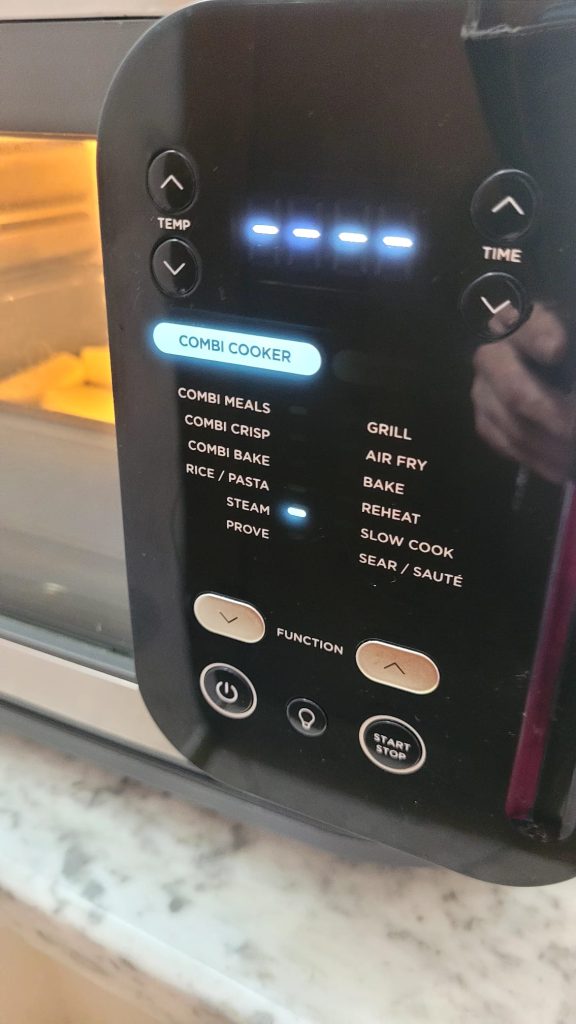 TEMP
- - - -
TIME
COMBI COOKER
COMBI MEALS
COMBI CRISP
COMBI BAKE
RICE / PASTA
STEAM
PROVE
GRILL
AIR FRY
BAKE
REHEAT
SLOW COOK
SEAR / SAUTÉ
FUNCTION
START
STOP